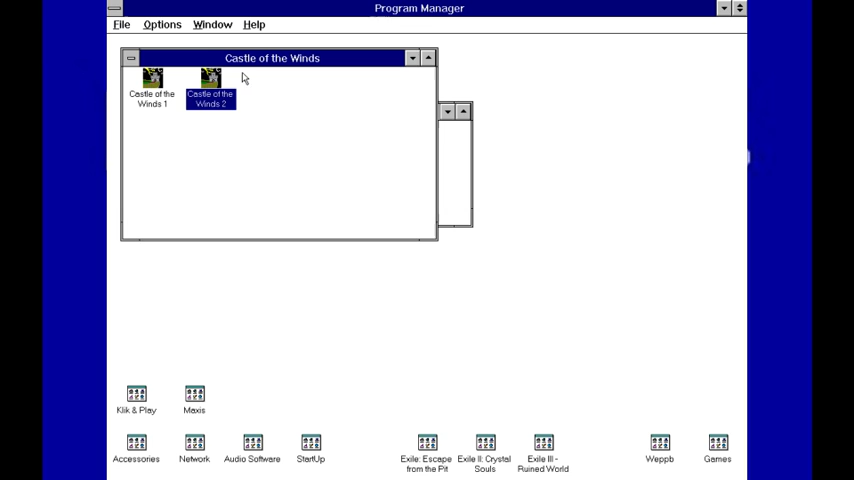 Program Manager
File Options Window Help
Castle of the Winds
Castle of the
Winds 1
Castle of the
Winds 2
Klik & Play
Maxis
Accessories
Network
Audio Software
StartUp
Exile: Escape
from the Pit
Exile II: Crystal
Souls
Exile III -
Ruined World
Weppb
Games